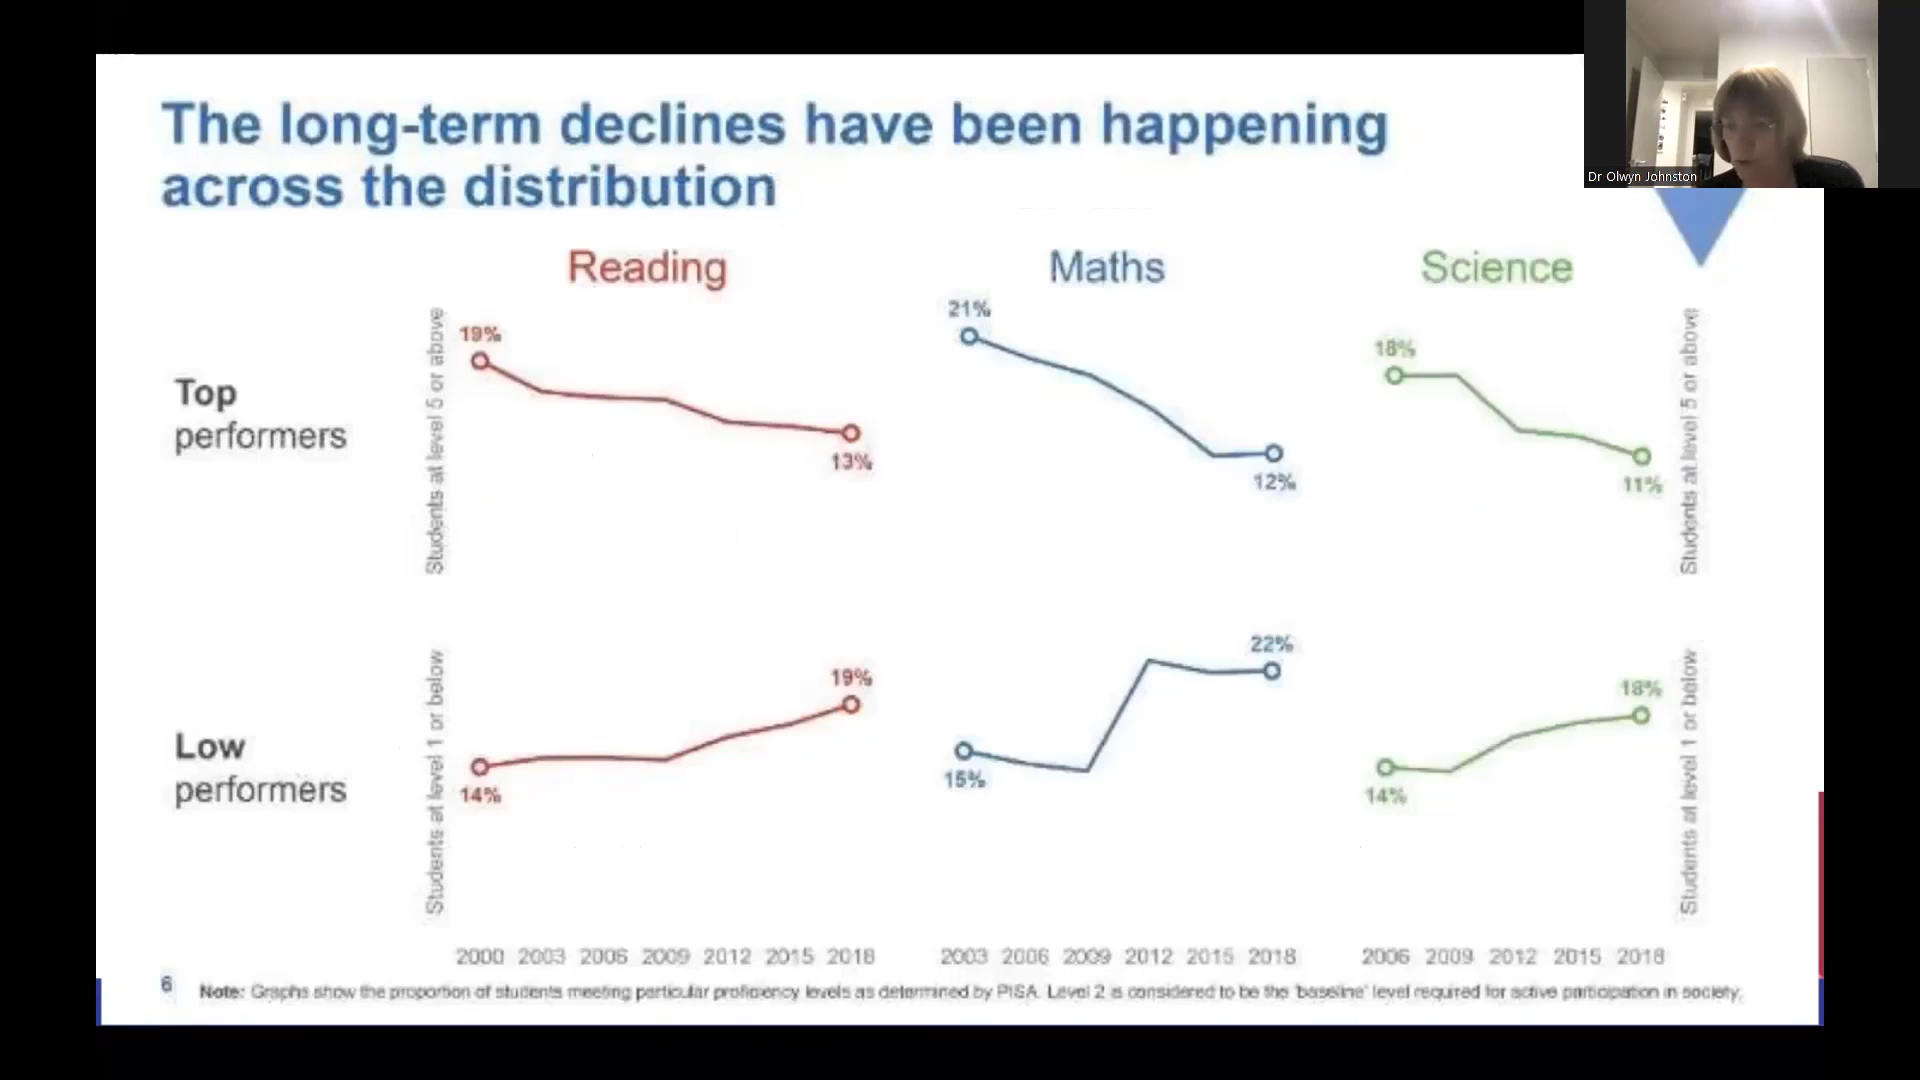 The long-term declines have been happening
across the distribution
Dr Olwyn Johnston
Reading
Maths
Science
Top
performers
Students at level 5 or above
19%
13%
21%
12%
18%
11%
Students at level 5 or above
Low
performers
Students at level 1 or below
14%
19%
15%
22%
14%
18%
Students at level 1 or below
2000 2003 2006 2009 2012 2015 2018
2003 2006 2009 2012 2015 2018
2006 2009 2012 2015 2018
6
Note: Graphs show the proportion of students meeting particular proficiency levels as determined by PISA. Level 2 is considered to be the 'baseline' level required for active participation in society.